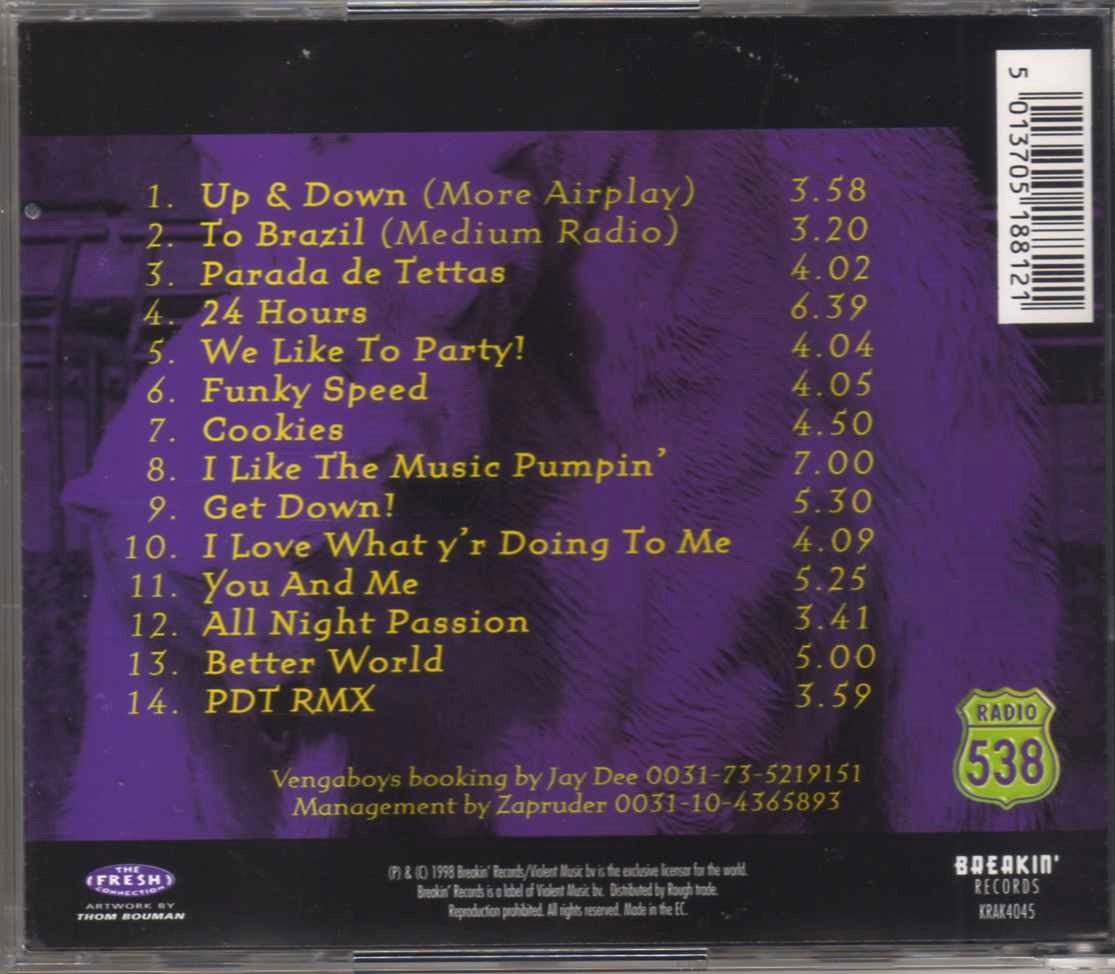 1. Up & Down (More Airplay) 3.58
2. To Brazil (Medium Radio) 3.20
3. Parada de Tettas 4.02
4. 24 Hours 6.39
5. We Like To Party! 4.04
6. Funky Speed 4.05
7. Cookies 4.50
8. I Like The Music Pumpin' 7.00
9. Get Down! 5.30
10. I Love What y'r Doing To Me 4.09
11. You And Me 5.25
12. All Night Passion 3.41
13. Better World 5.00
14. PDT RMX 3.59
Vengaboys booking by Jay Dee 0031-73-5219151
Management by Zapruder 0031-10-4365893
5 013705 188121
RADIO
538
THE
FRESH
CONNECTION
ARTWORK BY
THOM BOUMAN
(P) & (C) 1998 Breakin' Records/Violent Music bv is the exclusive licensor for the world.
Breakin' Records is a label of Violent Music bv. Distributed by Rough trade.
Reproduction prohibited. All rights reserved. Made in the EC.
BREAKIN'
RECORDS
KRAK4045